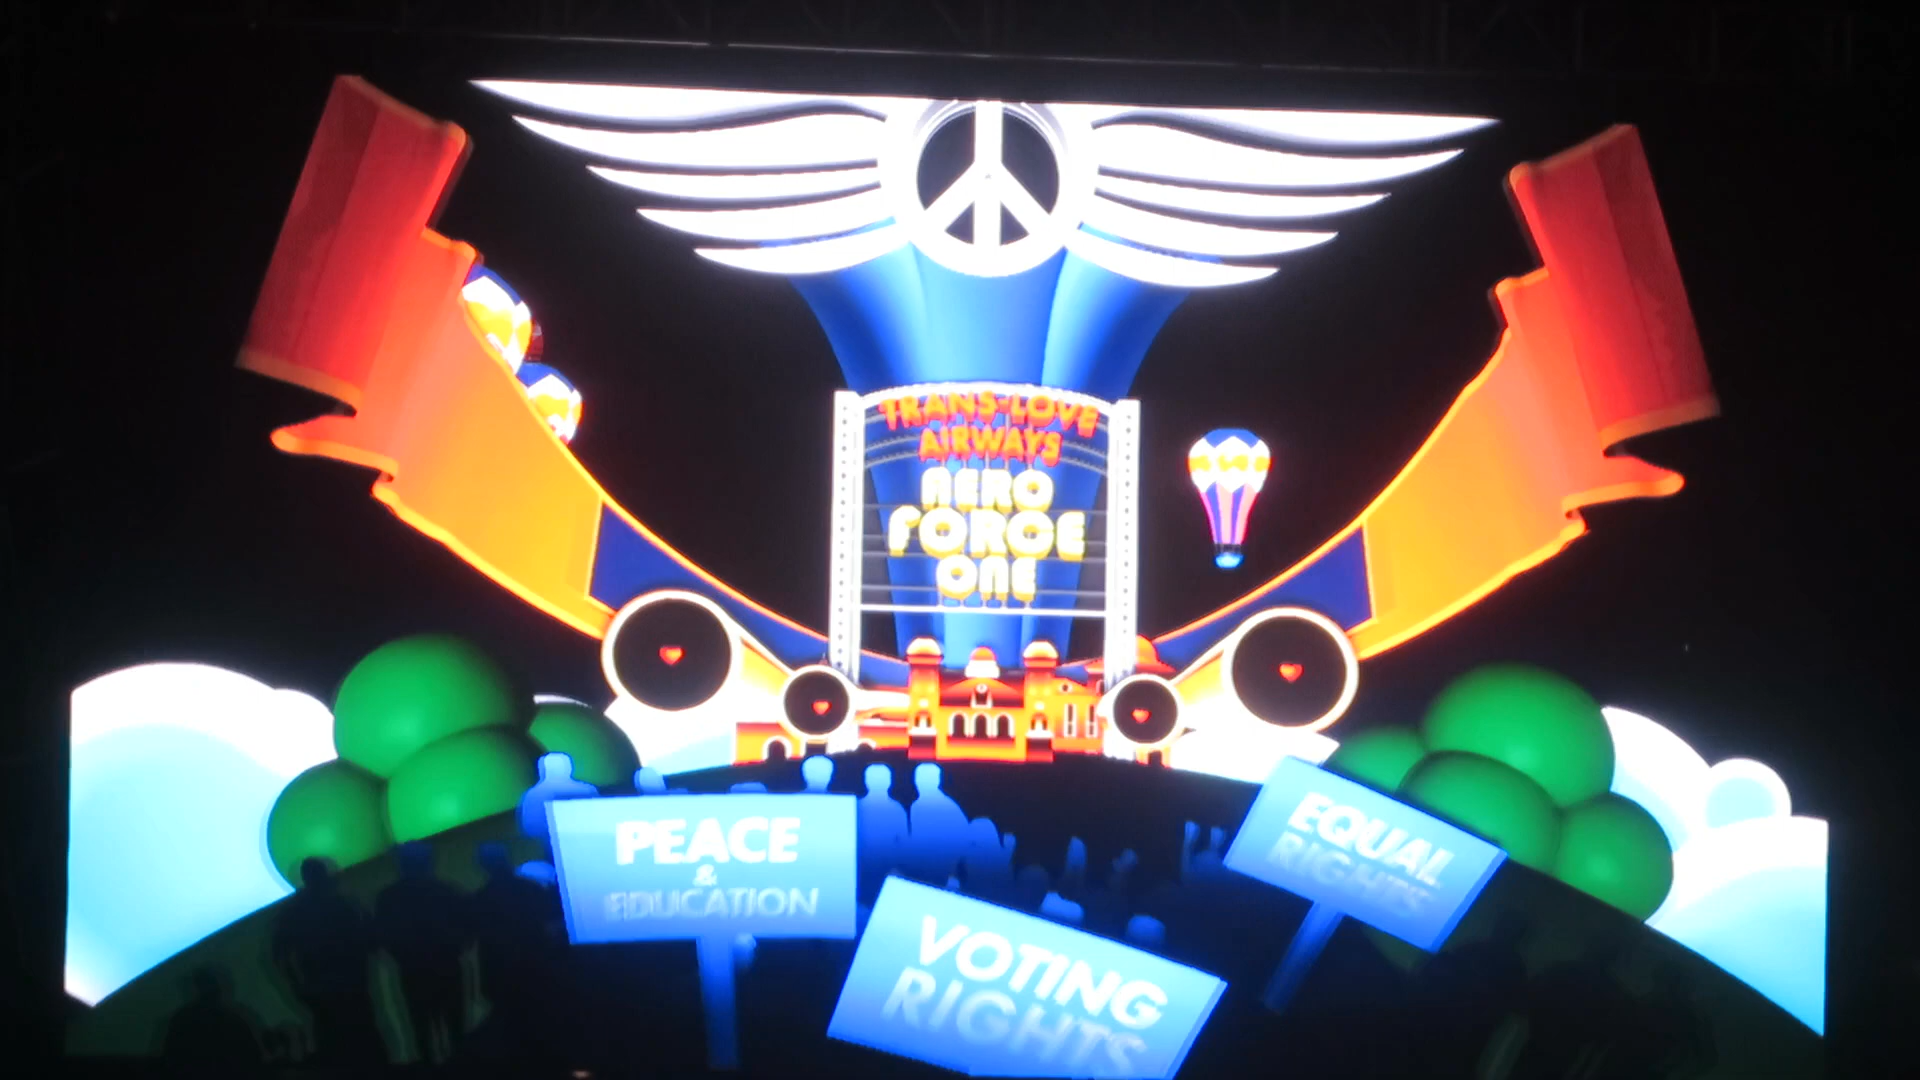 TRANS-LOVE
AIRWAYS
AERO
FORCE
ONE
PEACE
&
EDUCATION
VOTING
RIGHTS
EQUAL
RIGHTS